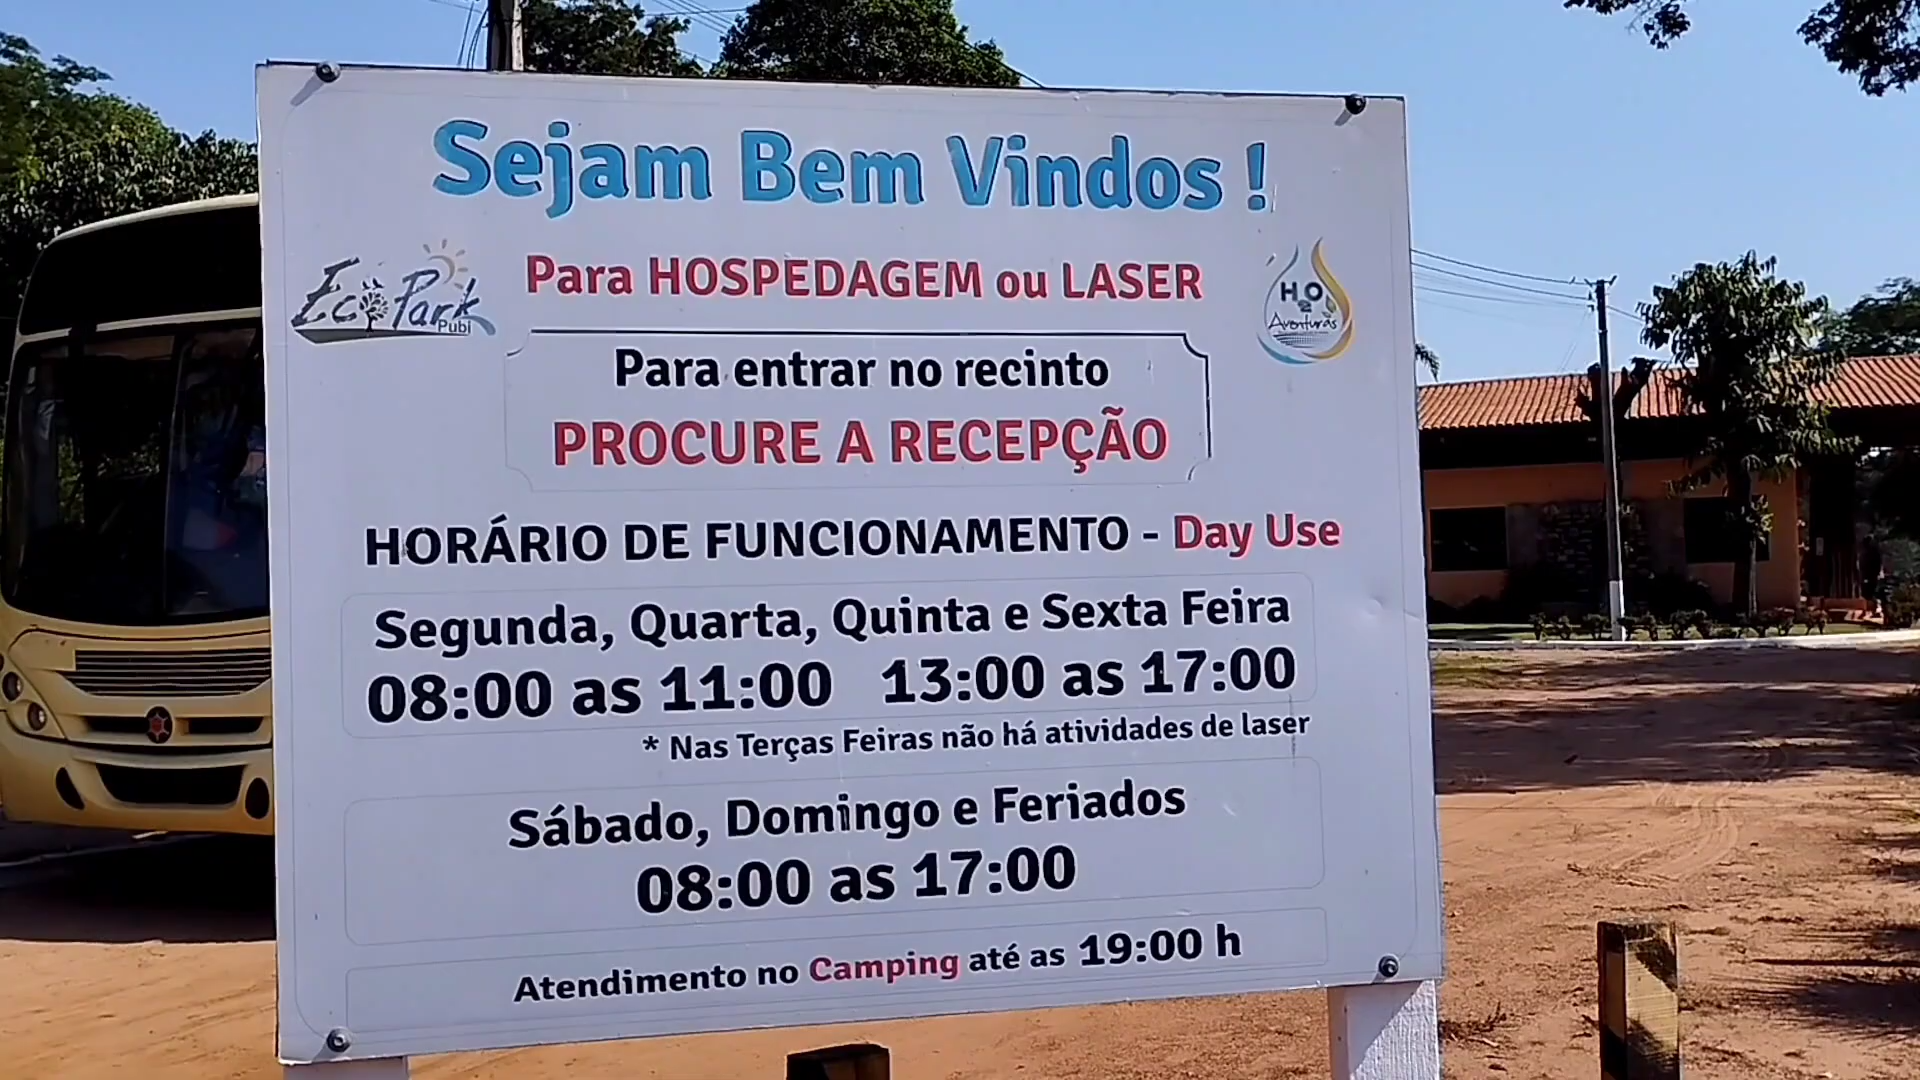 Sejam Bem Vindos !
Eco Park
Pubi
Para HOSPEDAGEM ou LASER
H2O
Aventuras
Para entrar no recinto
PROCURE A RECEPÇÃO
HORÁRIO DE FUNCIONAMENTO - Day Use
Segunda, Quarta, Quinta e Sexta Feira
08:00 as 11:00 13:00 as 17:00
* Nas Terças Feiras não há atividades de laser
Sábado, Domingo e Feriados
08:00 as 17:00
Atendimento no Camping até as 19:00 h